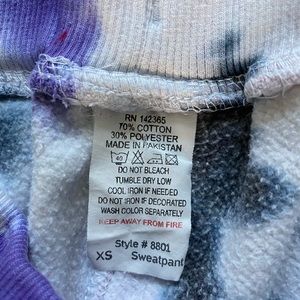 RN 142365
70% COTTON
30% POLYESTER
MADE IN PAKISTAN
40
DO NOT BLEACH
TUMBLE DRY LOW
COOL IRON IF NEEDED
DO NOT IRON IF DECORATED
WASH COLOR SEPARATELY
KEEP AWAY FROM FIRE
Style # 8801
XS Sweatpant